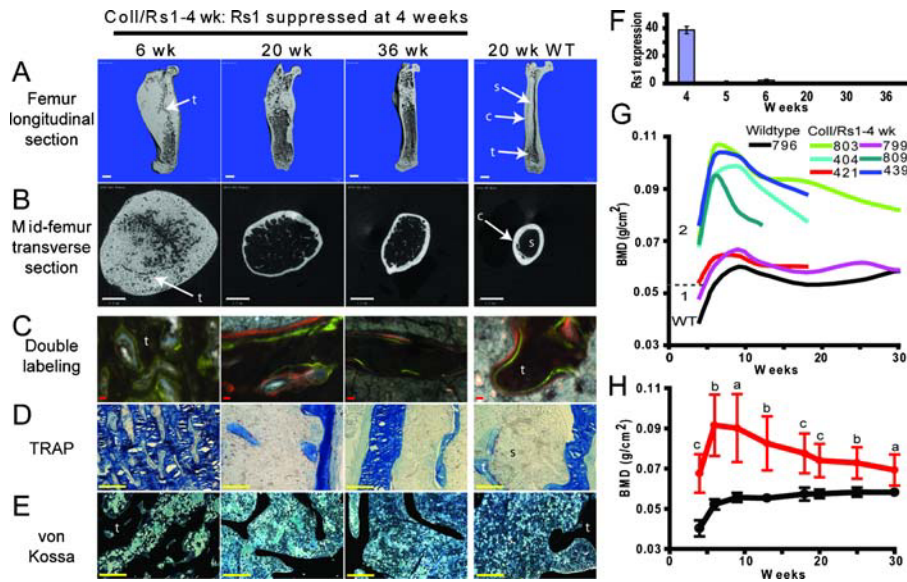 ColI/Rs1-4 wk: Rs1 suppressed at 4 weeks
6 wk
20 wk
36 wk
20 wk WT
A
Femur
longitudinal
section
t
s
c
t
B
Mid-femur
transverse
section
t
c
s
C
Double
labeling
t
t
D
TRAP
s
E
von
Kossa
t
t
F
Rs1 expression
40
20
0
4
5
6
20
30
36
Weeks
G
BMD (g/cm²)
0.11
0.09
0.07
0.05
0.03
2
1
WT
Wildtype
796
ColI/Rs1-4 wk
803
799
404
809
421
439
0
10
20
30
Weeks
H
BMD (g/cm²)
0.11
0.09
0.07
0.05
0.03
c
b
a
b
c
c
b
a
0
10
20
30
Weeks